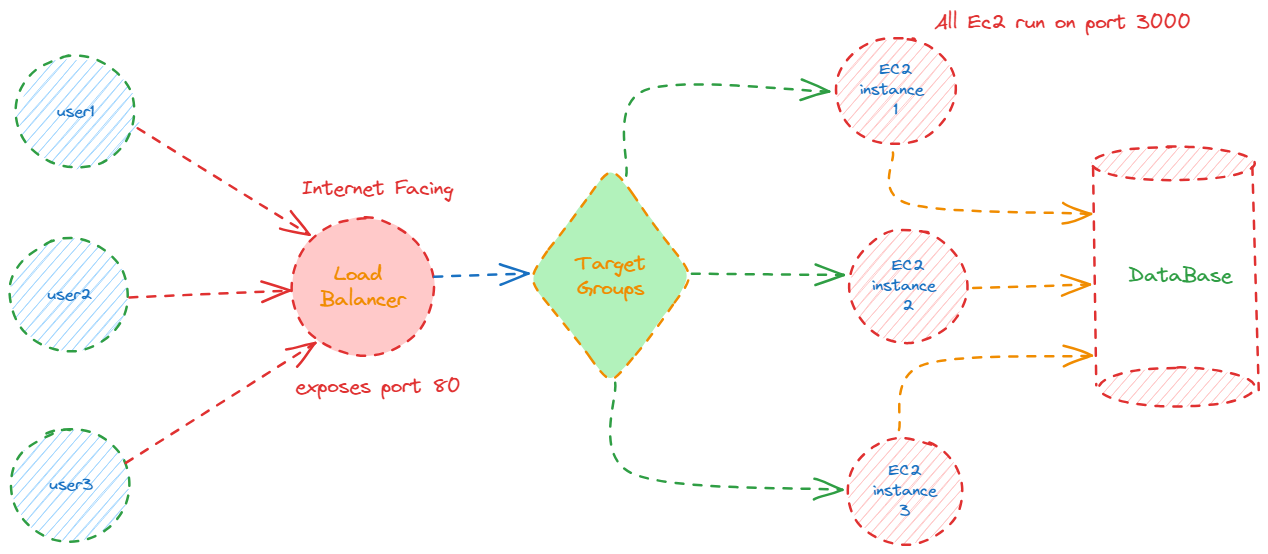 All Ec2 run on port 3000
user1
EC2
instance
1
Internet Facing
Load
Balancer
Target
Groups
user2
EC2
instance
2
DataBase
exposes port 80
user3
EC2
instance
3